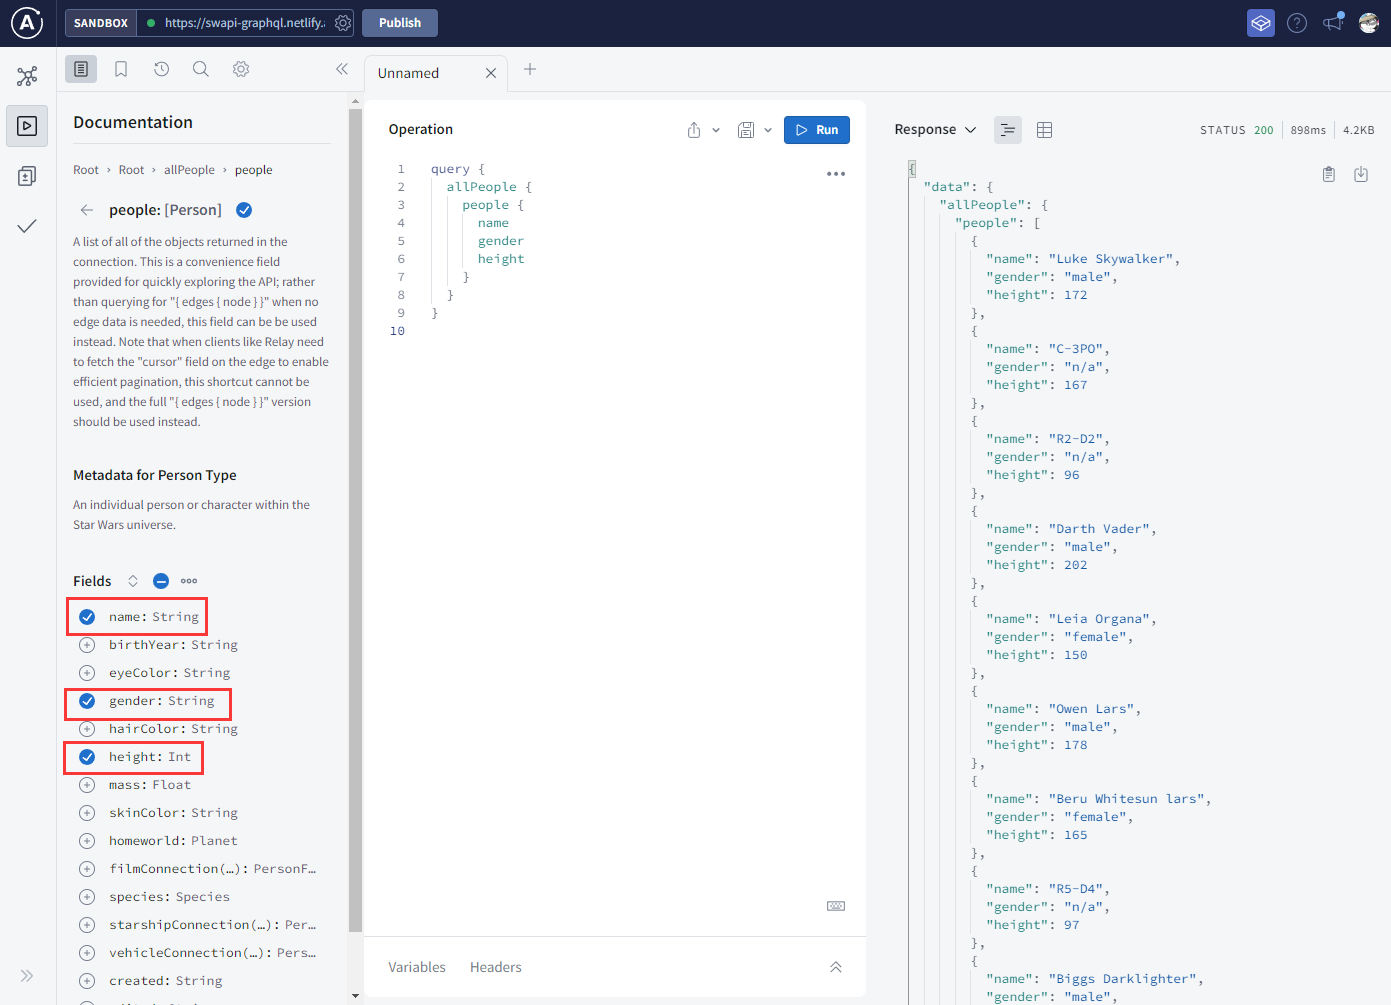 SANDBOX
https://swapi-graphql.netlify.a
Publish
Unnamed
Documentation
Root › Root › allPeople › people
people: [Person]
A list of all of the objects returned in the
connection. This is a convenience field
provided for quickly exploring the API; rather
than querying for "{ edges { node } }" when no
edge data is needed, this field can be be used
instead. Note that when clients like Relay need
to fetch the "cursor" field on the edge to enable
efficient pagination, this shortcut cannot be
used, and the full "{ edges { node } }" version
should be used instead.
Metadata for Person Type
An individual person or character within the
Star Wars universe.
Fields
name: String
birthYear: String
eyeColor: String
gender: String
hairColor: String
height: Int
mass: Float
skinColor: String
homeworld: Planet
filmConnection(…): PersonF…
species: Species
starshipConnection(…): Per…
vehicleConnection(…): Pers…
created: String
Operation
Run
1 query {
2 allPeople {
3 people {
4 name
5 gender
6 height
7 }
8 }
9 }
10
Variables Headers
Response
STATUS 200 898ms 4.2KB
{
"data": {
"allPeople": {
"people": [
{
"name": "Luke Skywalker",
"gender": "male",
"height": 172
},
{
"name": "C-3PO",
"gender": "n/a",
"height": 167
},
{
"name": "R2-D2",
"gender": "n/a",
"height": 96
},
{
"name": "Darth Vader",
"gender": "male",
"height": 202
},
{
"name": "Leia Organa",
"gender": "female",
"height": 150
},
{
"name": "Owen Lars",
"gender": "male",
"height": 178
},
{
"name": "Beru Whitesun lars",
"gender": "female",
"height": 165
},
{
"name": "R5-D4",
"gender": "n/a",
"height": 97
},
{
"name": "Biggs Darklighter",
"gender": "male",